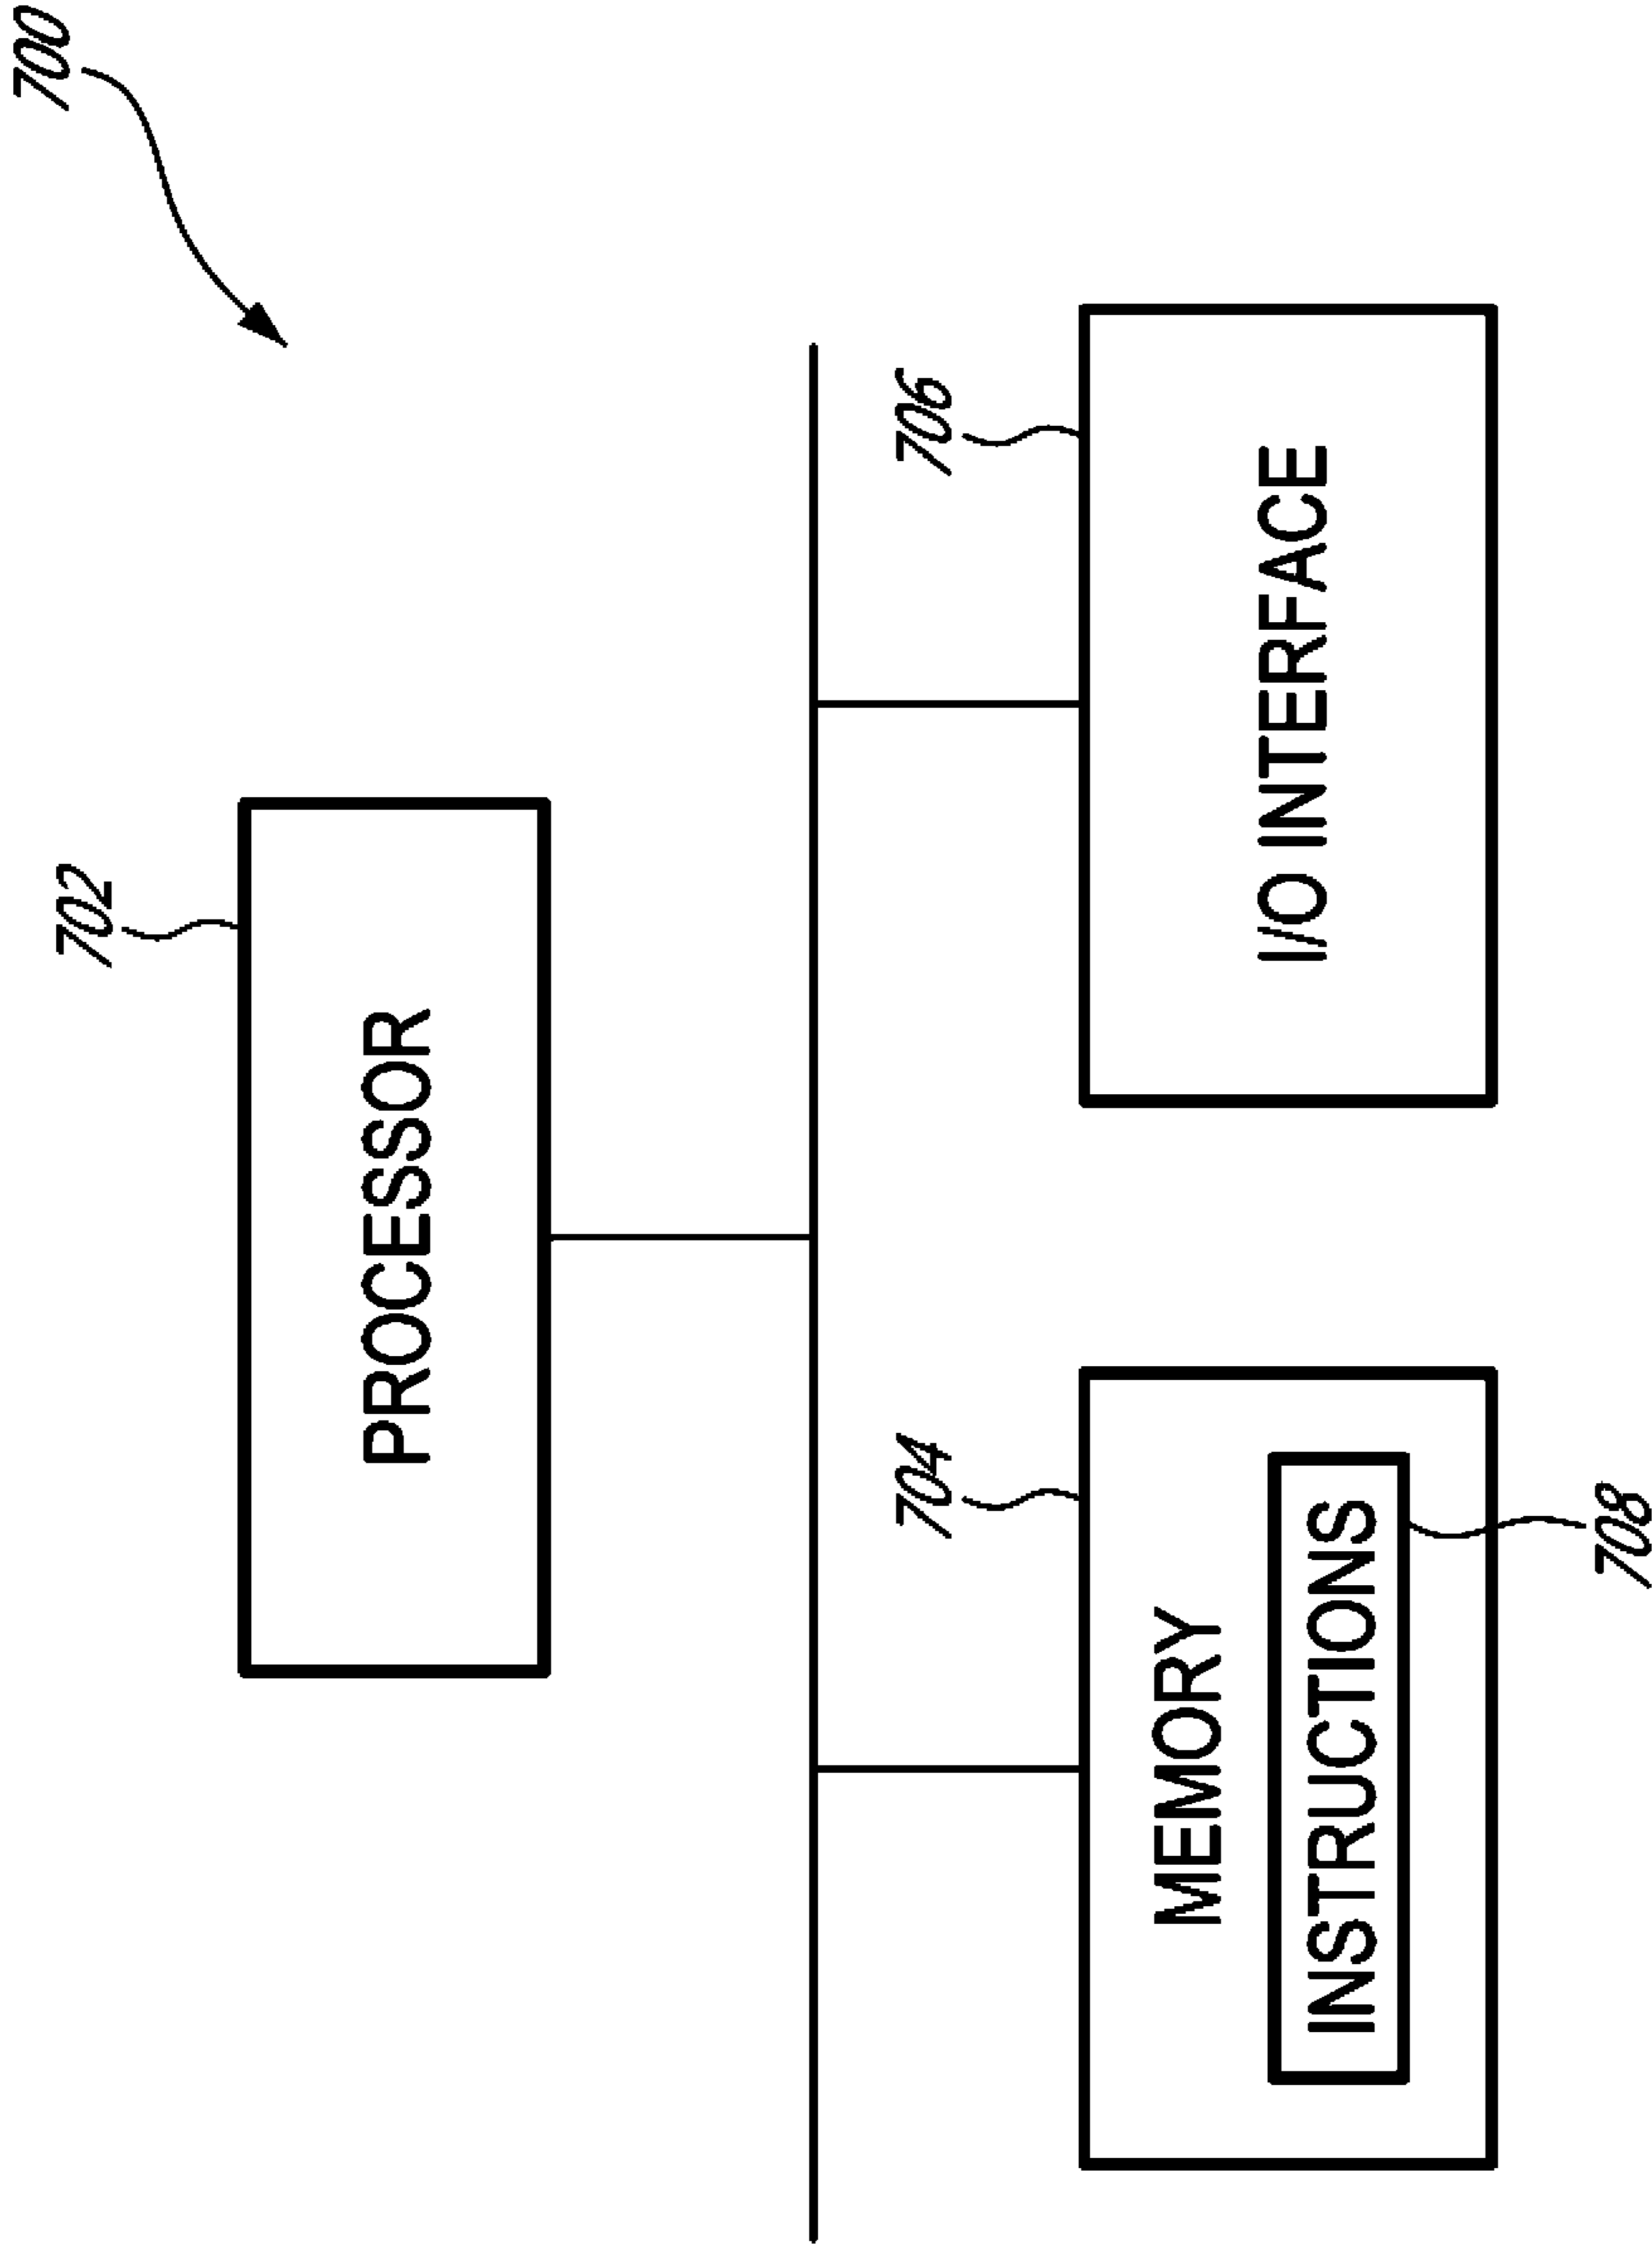 700
702
PROCESSOR
704
706
MEMORY
I/O INTERFACE
INSTRUCTIONS
708